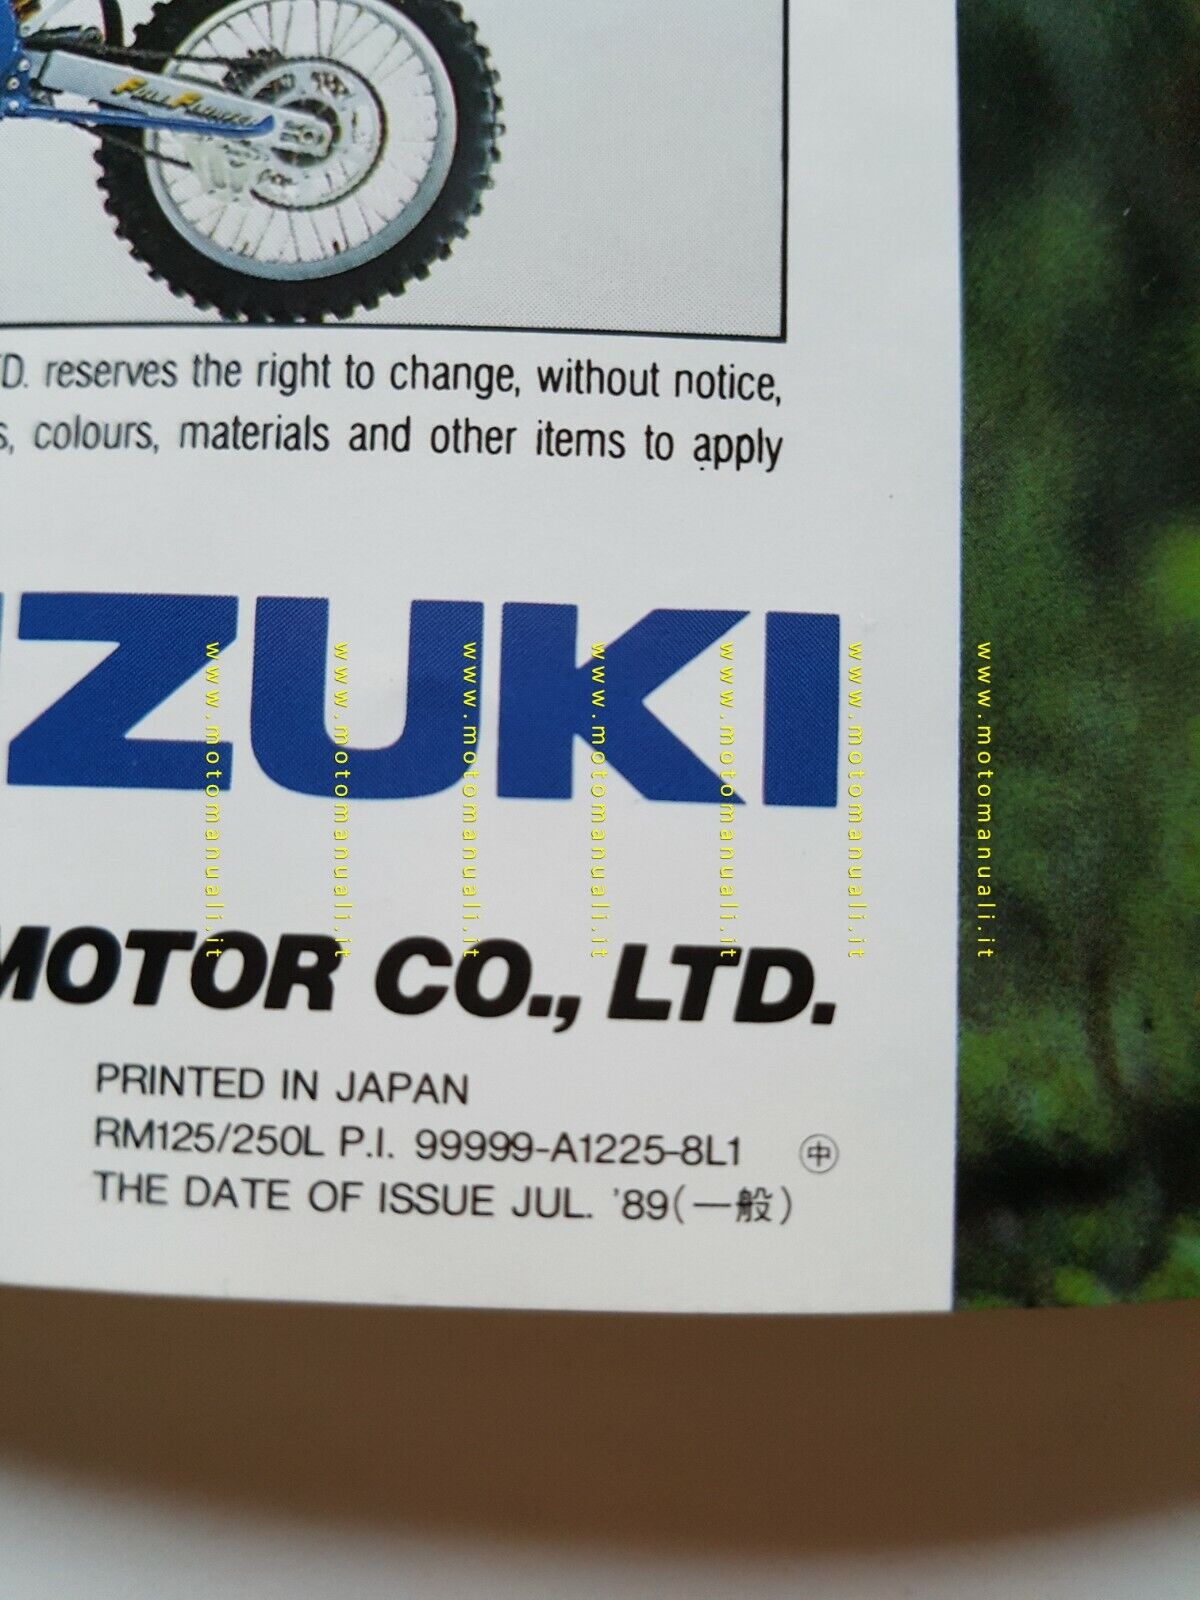 FULL FLOATER
D. reserves the right to change, without notice,
s, colours, materials and other items to apply
ZUKI
MOTOR CO., LTD.
PRINTED IN JAPAN
RM125/250L P.I. 99999-A1225-8L1 ㊥
THE DATE OF ISSUE JUL. '89(一般)
www.motomanuali.it
www.motomanuali.it
www.motomanuali.it
www.motomanuali.it
www.motomanuali.it
www.motomanuali.it
www.motomanuali.it